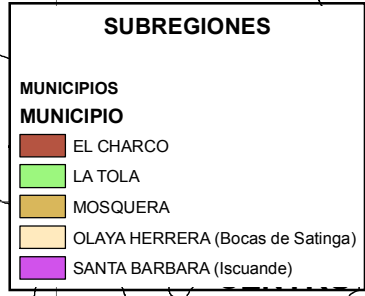 SUBREGIONES
MUNICIPIOS
MUNICIPIO
EL CHARCO
LA TOLA
MOSQUERA
OLAYA HERRERA (Bocas de Satinga)
SANTA BARBARA (Iscuande)